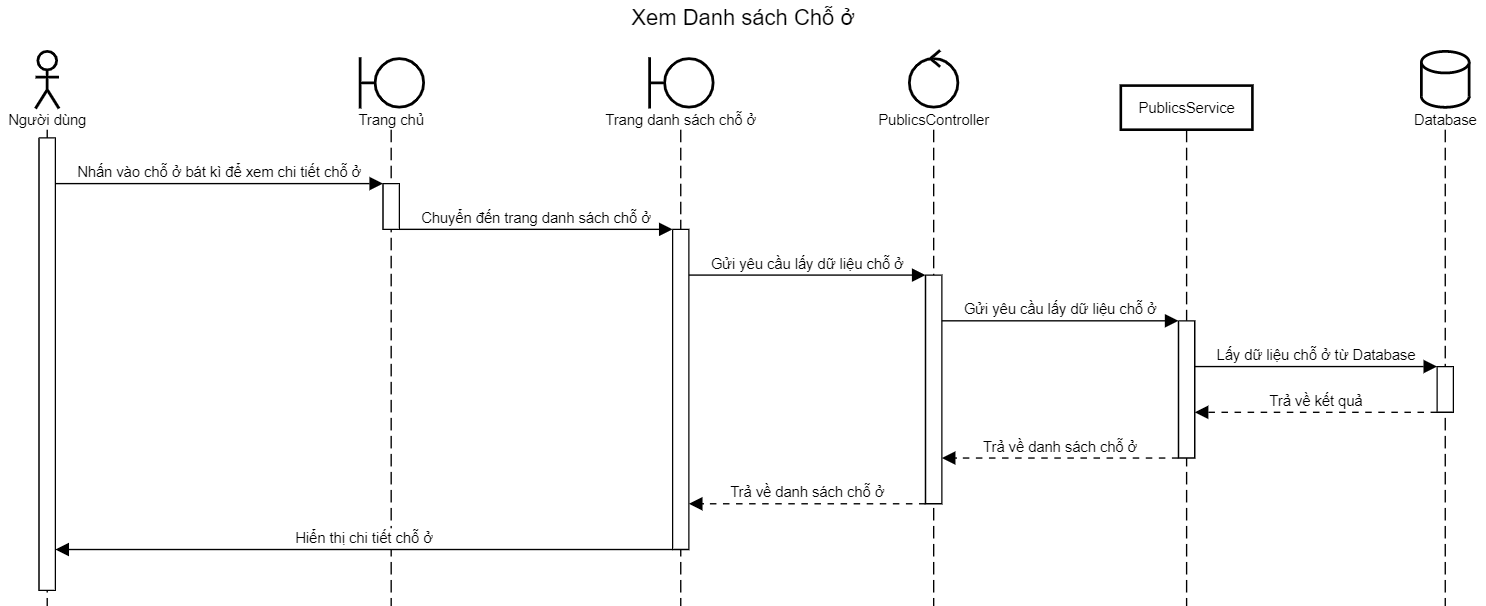 Xem Danh sách Chỗ ở
Người dùng
Trang chủ
Trang danh sách chỗ ở
PublicsController
PublicsService
Database
Nhấn vào chỗ ở bát kì để xem chi tiết chỗ ở
Chuyển đến trang danh sách chỗ ở
Gửi yêu cầu lấy dữ liệu chỗ ở
Gửi yêu cầu lấy dữ liệu chỗ ở
Lấy dữ liệu chỗ ở từ Database
Trả về kết quả
Trả về danh sách chỗ ở
Trả về danh sách chỗ ở
Hiển thị chi tiết chỗ ở